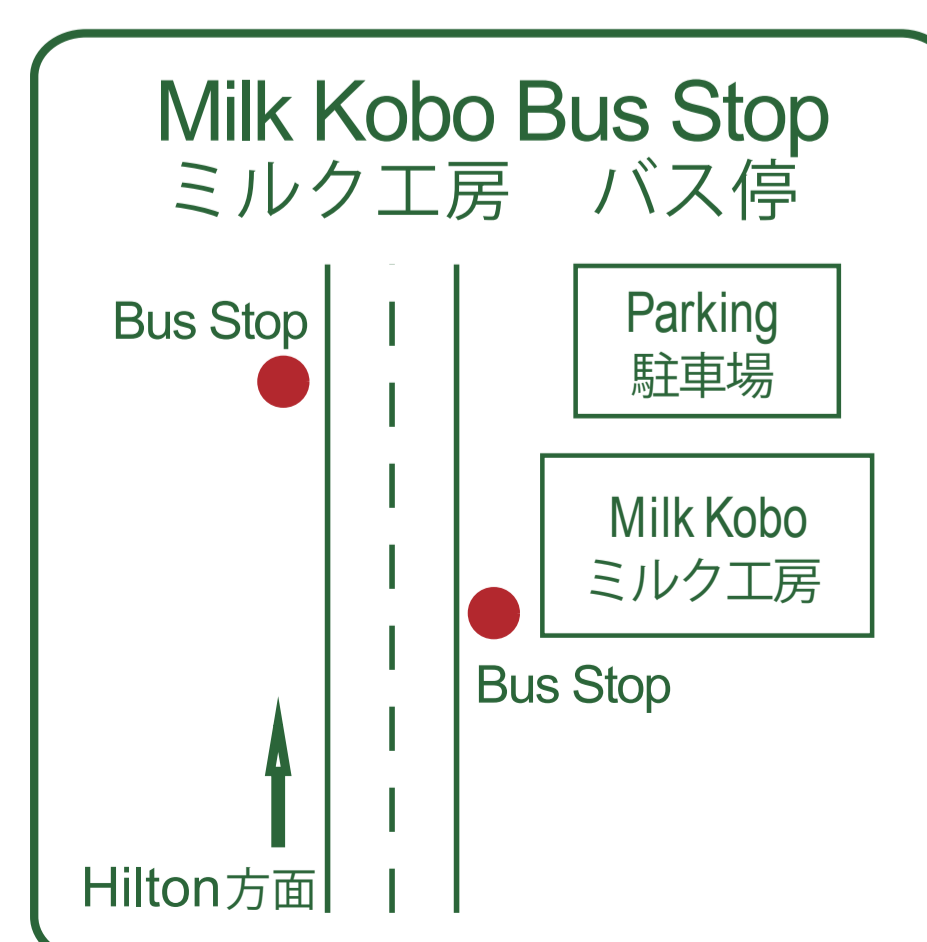 Milk Kobo Bus Stop
ミルク工房　バス停
Bus Stop
Parking
駐車場
Milk Kobo
ミルク工房
Bus Stop
Hilton方面